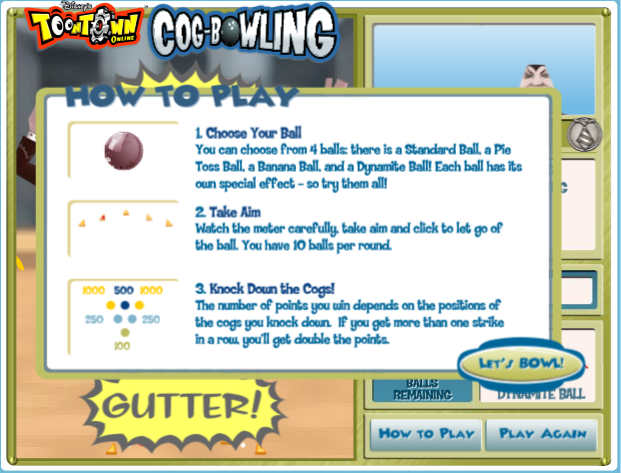 Disney's
TOONTOWN
ONLINE
COG-BOWLING
HOW TO PLAY
1. Choose Your Ball
You can choose from 4 balls: there is a Standard Ball, a Pie
Toss Ball, a Banana Ball, and a Dynamite Ball! Each ball has its
own special effect - so try them all!
2. Take Aim
Watch the meter carefully, take aim and click to let go of
the ball. You have 10 balls per round.
1000 500 1000
250 250
100
3. Knock Down the Cogs!
The number of points you win depends on the positions of
the cogs you knock down. If you get more than one strike
in a row, you'll get double the points.
LET'S BOWL!
GUTTER!
BALLS
REMAINING
DYNAMITE BALL
HOW TO PLAY
PLAY AGAIN